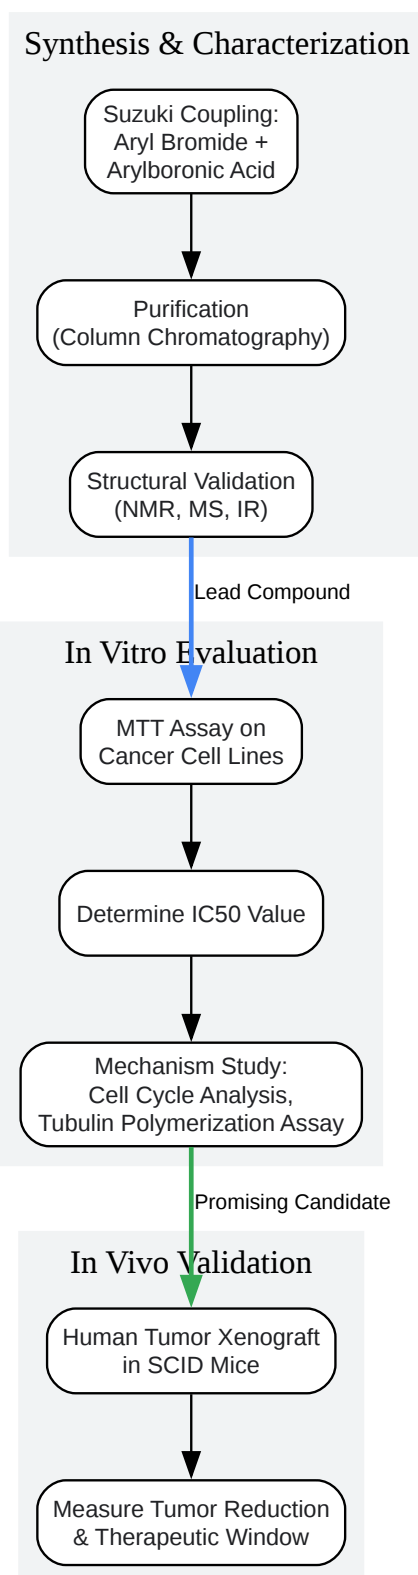 Synthesis & Characterization
Suzuki Coupling:
Aryl Bromide +
Arylboronic Acid
Purification
(Column Chromatography)
Structural Validation
(NMR, MS, IR)
Lead Compound
In Vitro Evaluation
MTT Assay on
Cancer Cell Lines
Determine IC50 Value
Mechanism Study:
Cell Cycle Analysis,
Tubulin Polymerization Assay
Promising Candidate
In Vivo Validation
Human Tumor Xenograft
in SCID Mice
Measure Tumor Reduction
& Therapeutic Window